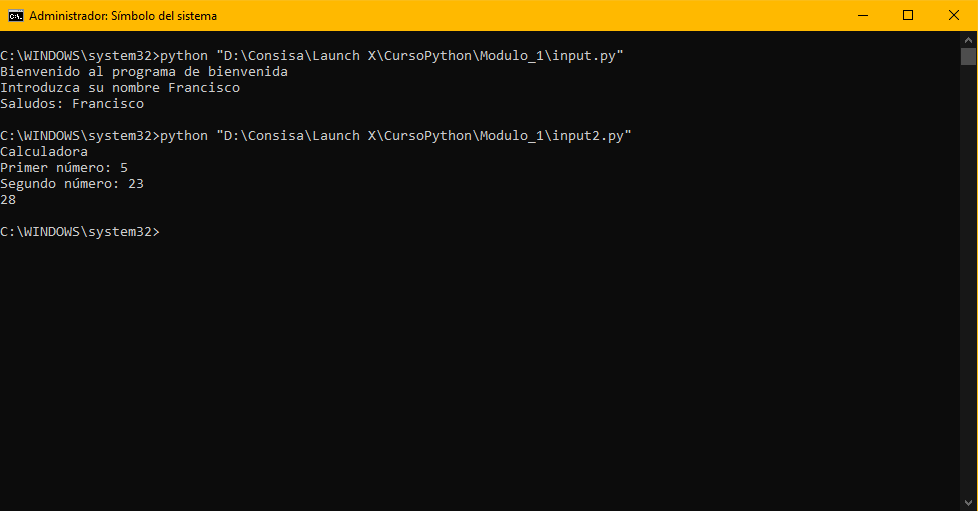 Administrador: Símbolo del sistema
C:\WINDOWS\system32>python "D:\Consisa\Launch X\CursoPython\Modulo_1\input.py"
Bienvenido al programa de bienvenida
Introduzca su nombre Francisco
Saludos: Francisco
C:\WINDOWS\system32>python "D:\Consisa\Launch X\CursoPython\Modulo_1\input2.py"
Calculadora
Primer número: 5
Segundo número: 23
28
C:\WINDOWS\system32>